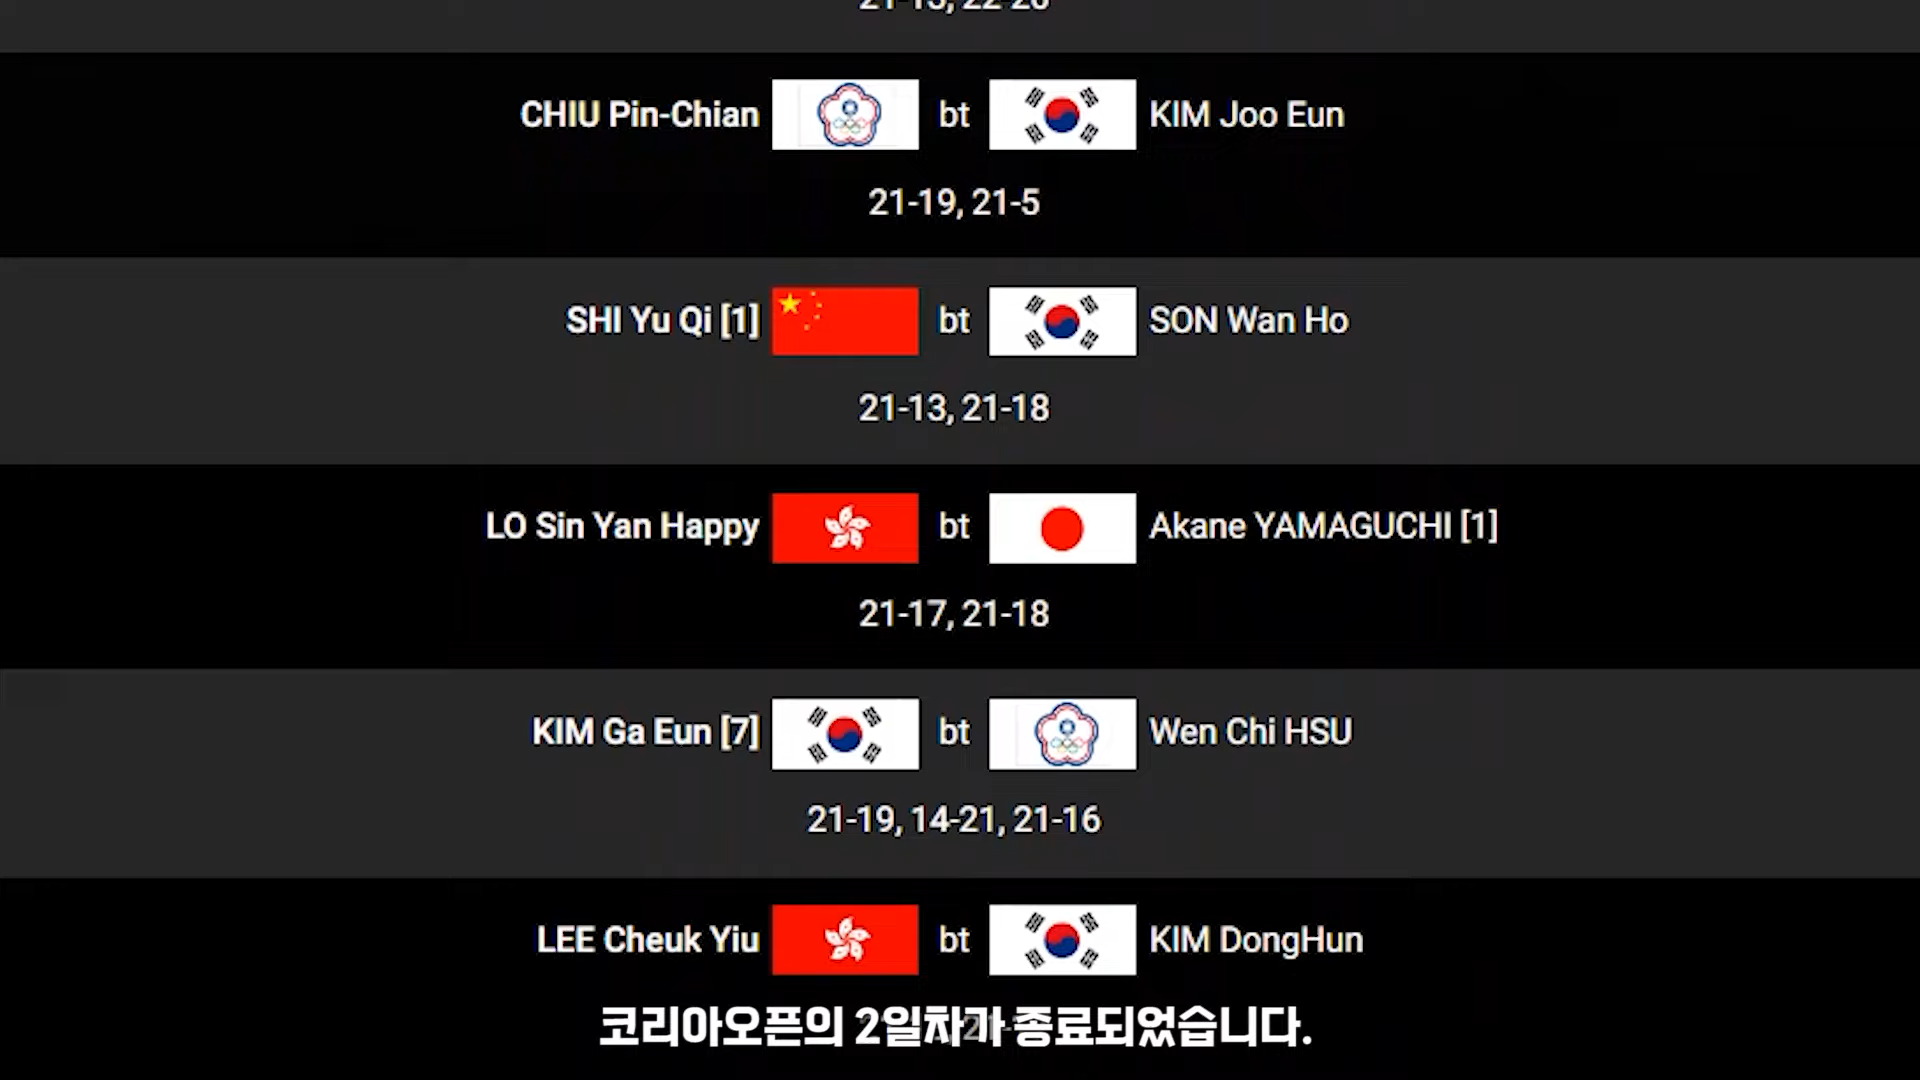 CHIU Pin-Chian bt KIM Joo Eun
21-19, 21-5
SHI Yu Qi [1] bt SON Wan Ho
21-13, 21-18
LO Sin Yan Happy bt Akane YAMAGUCHI [1]
21-17, 21-18
KIM Ga Eun [7] bt Wen Chi HSU
21-19, 14-21, 21-16
LEE Cheuk Yiu bt KIM DongHun
코리아오픈의 2일차가 종료되었습니다.